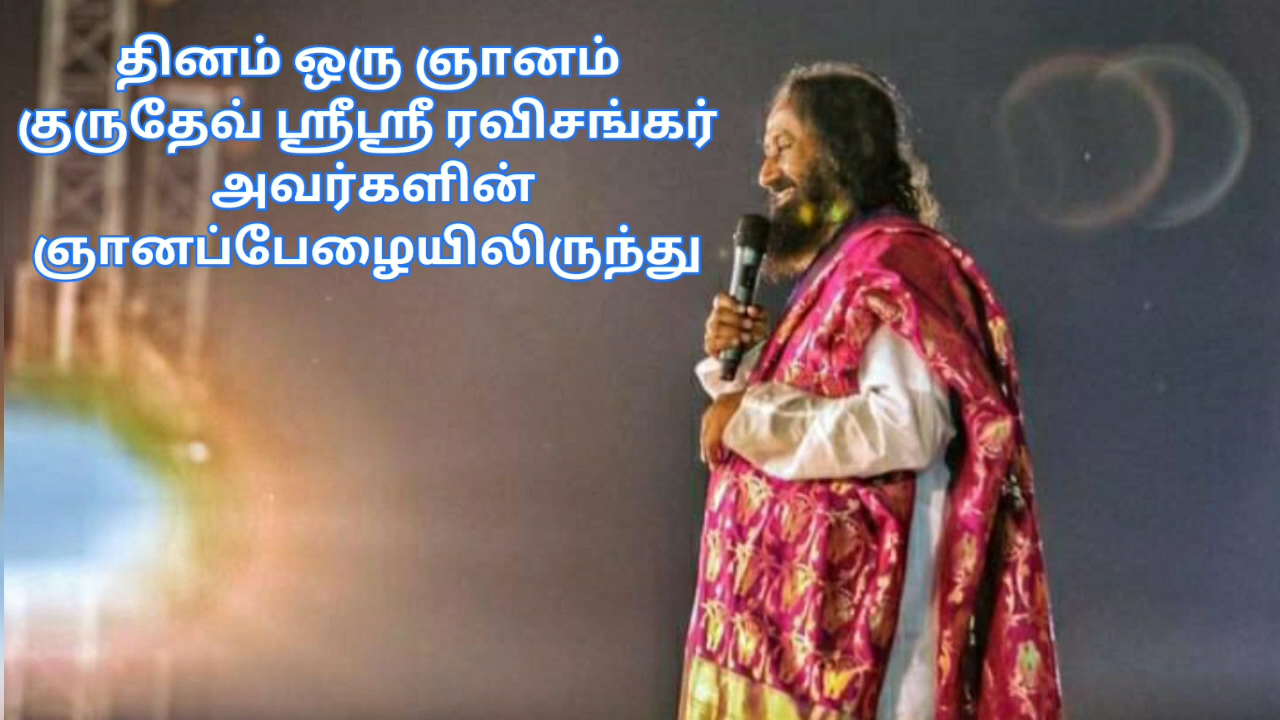 தினம் ஒரு ஞானம்
குருதேவ் ஸ்ரீஸ்ரீ ரவிசங்கர்
அவர்களின்
ஞானப்பேழையிலிருந்து